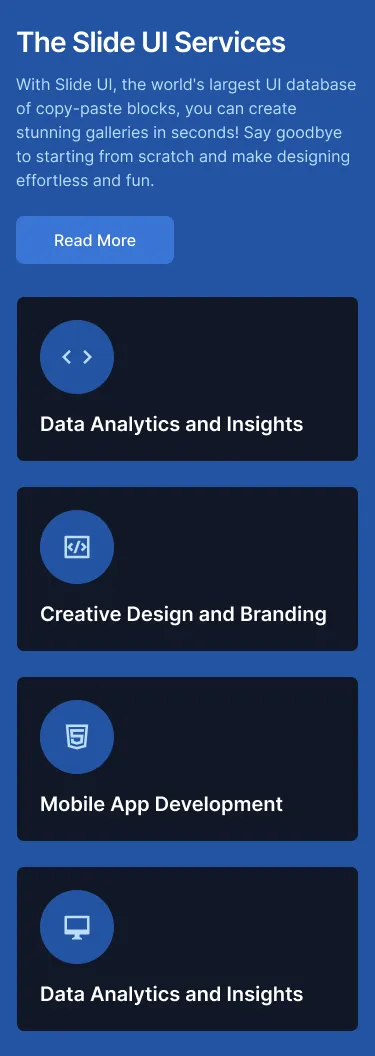 The Slide UI Services
With Slide UI, the world's largest UI database
of copy-paste blocks, you can create
stunning galleries in seconds! Say goodbye
to starting from scratch and make designing
effortless and fun.
Read More
Data Analytics and Insights
Creative Design and Branding
Mobile App Development
Data Analytics and Insights